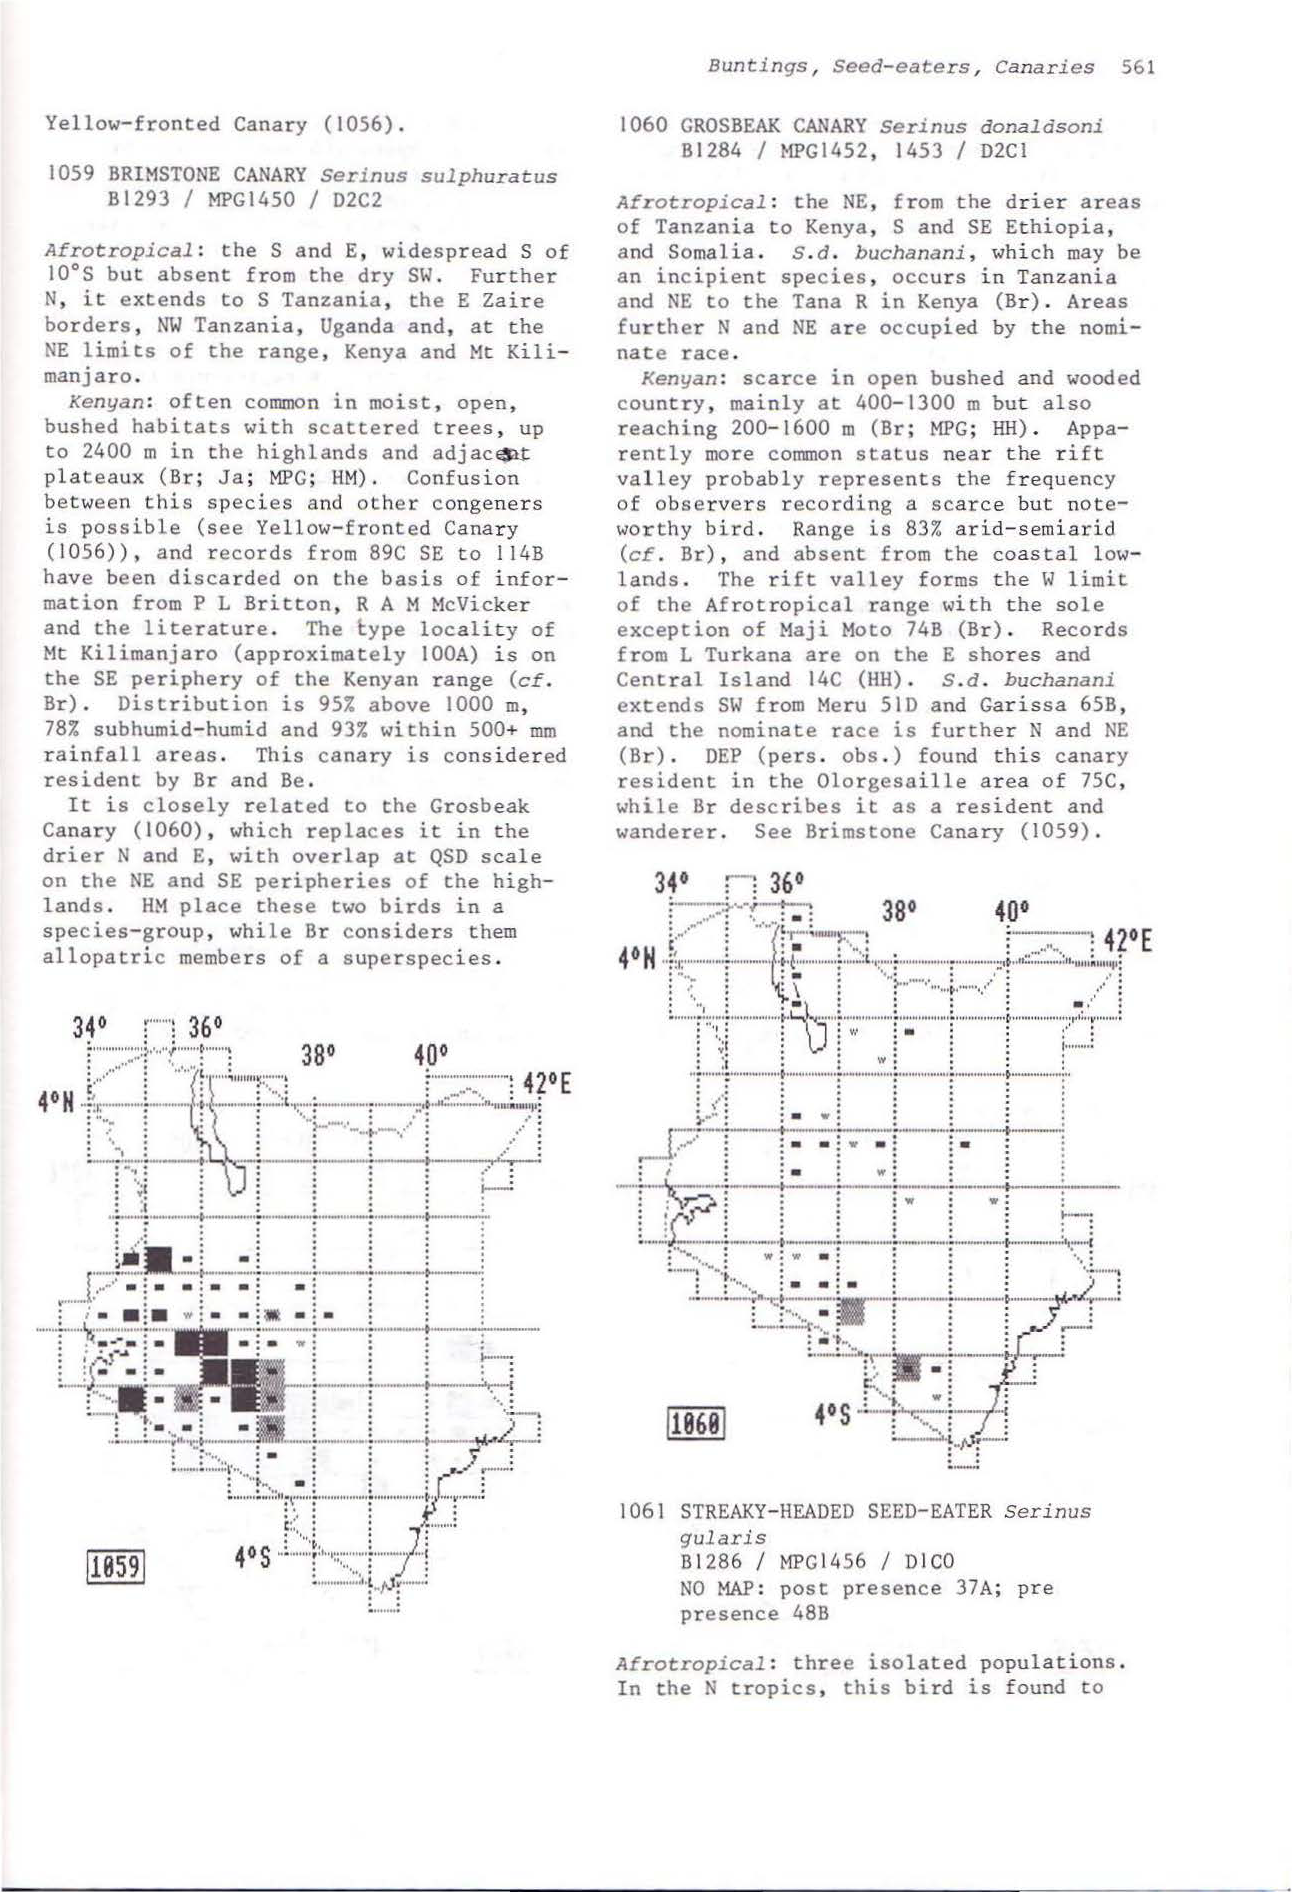 Buntings, Seed-eaters, Canaries 561
Yellow-fronted Canary (1056).
1059 BRIMSTONE CANARY Serinus sulphuratus
B1293 / MPG1450 / D2C2
Afrotropical: the S and E, widespread S of
10°S but absent from the dry SW. Further
N, it extends to S Tanzania, the E Zaire
borders, NW Tanzania, Uganda and, at the
NE limits of the range, Kenya and Mt Kili-
manjaro.
Kenyan: often common in moist, open,
bushed habitats with scattered trees, up
to 2400 m in the highlands and adjacent
plateaux (Br; Ja; MPG; HM). Confusion
between this species and other congeners
is possible (see Yellow-fronted Canary
(1056)), and records from 89C SE to 114B
have been discarded on the basis of infor-
mation from P L Britton, R A M McVicker
and the literature. The type locality of
Mt Kilimanjaro (approximately 100A) is on
the SE periphery of the Kenyan range (cf.
Br). Distribution is 95% above 1000 m,
78% subhumid-humid and 93% within 500+ mm
rainfall areas. This canary is considered
resident by Br and Be.
It is closely related to the Grosbeak
Canary (1060), which replaces it in the
drier N and E, with overlap at QSD scale
on the NE and SE peripheries of the high-
lands. HM place these two birds in a
species-group, while Br considers them
allopatric members of a superspecies.
34° 36°
38° 40°
4°N 42°E
4°S
1059
1060 GROSBEAK CANARY Serinus donaldsoni
B1284 / MPG1452, 1453 / D2C1
Afrotropical: the NE, from the drier areas
of Tanzania to Kenya, S and SE Ethiopia,
and Somalia. S.d. buchanani, which may be
an incipient species, occurs in Tanzania
and NE to the Tana R in Kenya (Br). Areas
further N and NE are occupied by the nomi-
nate race.
Kenyan: scarce in open bushed and wooded
country, mainly at 400-1300 m but also
reaching 200-1600 m (Br; MPG; HH). Appa-
rently more common status near the rift
valley probably represents the frequency
of observers recording a scarce but note-
worthy bird. Range is 83% arid-semiarid
(cf. Br), and absent from the coastal low-
lands. The rift valley forms the W limit
of the Afrotropical range with the sole
exception of Maji Moto 74B (Br). Records
from L Turkana are on the E shores and
Central Island 14C (HH). S.d. buchanani
extends SW from Meru 51D and Garissa 65B,
and the nominate race is further N and NE
(Br). DEP (pers. obs.) found this canary
resident in the Olorgesaille area of 75C,
while Br describes it as a resident and
wanderer. See Brimstone Canary (1059).
34° 36°
38° 40°
4°N 42°E
4°S
1060
1061 STREAKY-HEADED SEED-EATER Serinus
gularis
B1286 / MPG1456 / D1C0
NO MAP: post presence 37A; pre
presence 48B
Afrotropical: three isolated populations.
In the N tropics, this bird is found to